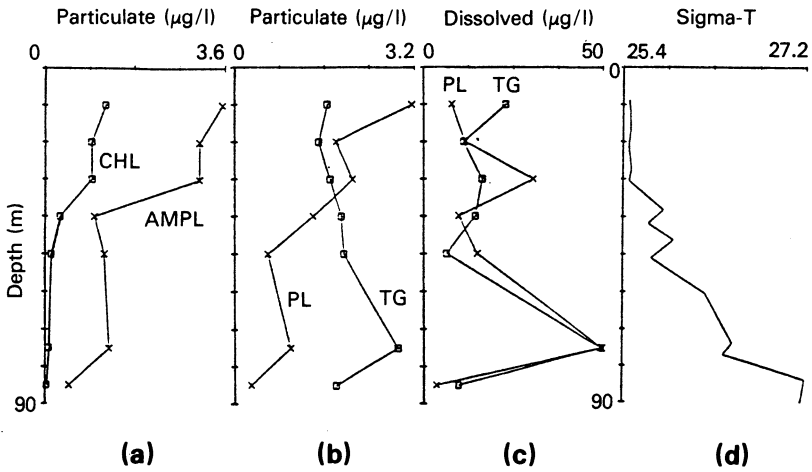 Particulate (µg/l) Particulate (µg/l) Dissolved (µg/l) Sigma-T
0 3.6 0 3.2 0 50 25.4 27.2
0
PL TG
CHL
AMPL
Depth (m)
PL TG
90 90
(a) (b) (c) (d)